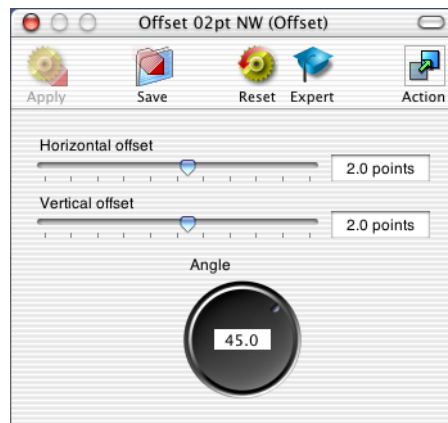 Offset 02pt NW (Offset)
Apply Save Reset Expert Action
Horizontal offset
2.0 points
Vertical offset
2.0 points
Angle
45.0